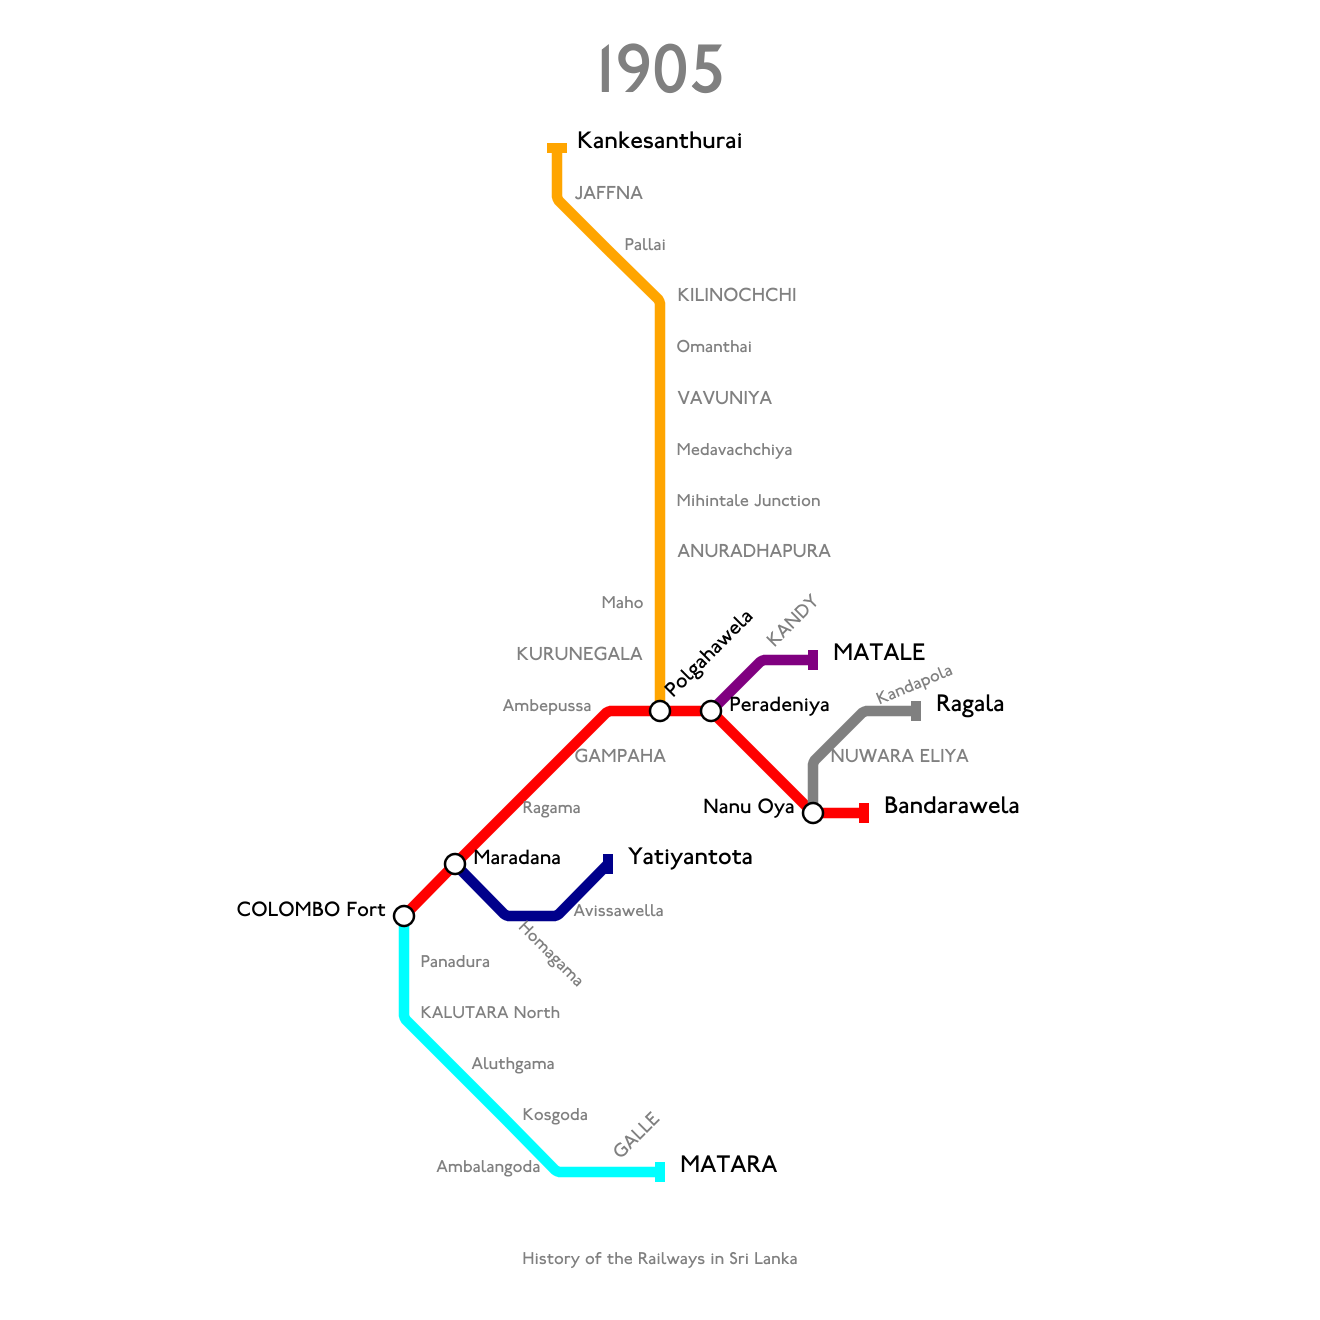 1905
Kankesanthurai
JAFFNA
Pallai
KILINOCHCHI
Omanthai
VAVUNIYA
Medavachchiya
Mihintale Junction
ANURADHAPURA
Maho
KURUNEGALA
Polgahawela
KANDY
MATALE
Ambepussa
Peradeniya
Kandapola
Ragala
GAMPAHA
NUWARA ELIYA
Ragama
Nanu Oya
Bandarawela
Maradana
Yatiyantota
COLOMBO Fort
Avissawella
Homagama
Panadura
KALUTARA North
Aluthgama
Kosgoda
GALLE
Ambalangoda
MATARA
History of the Railways in Sri Lanka